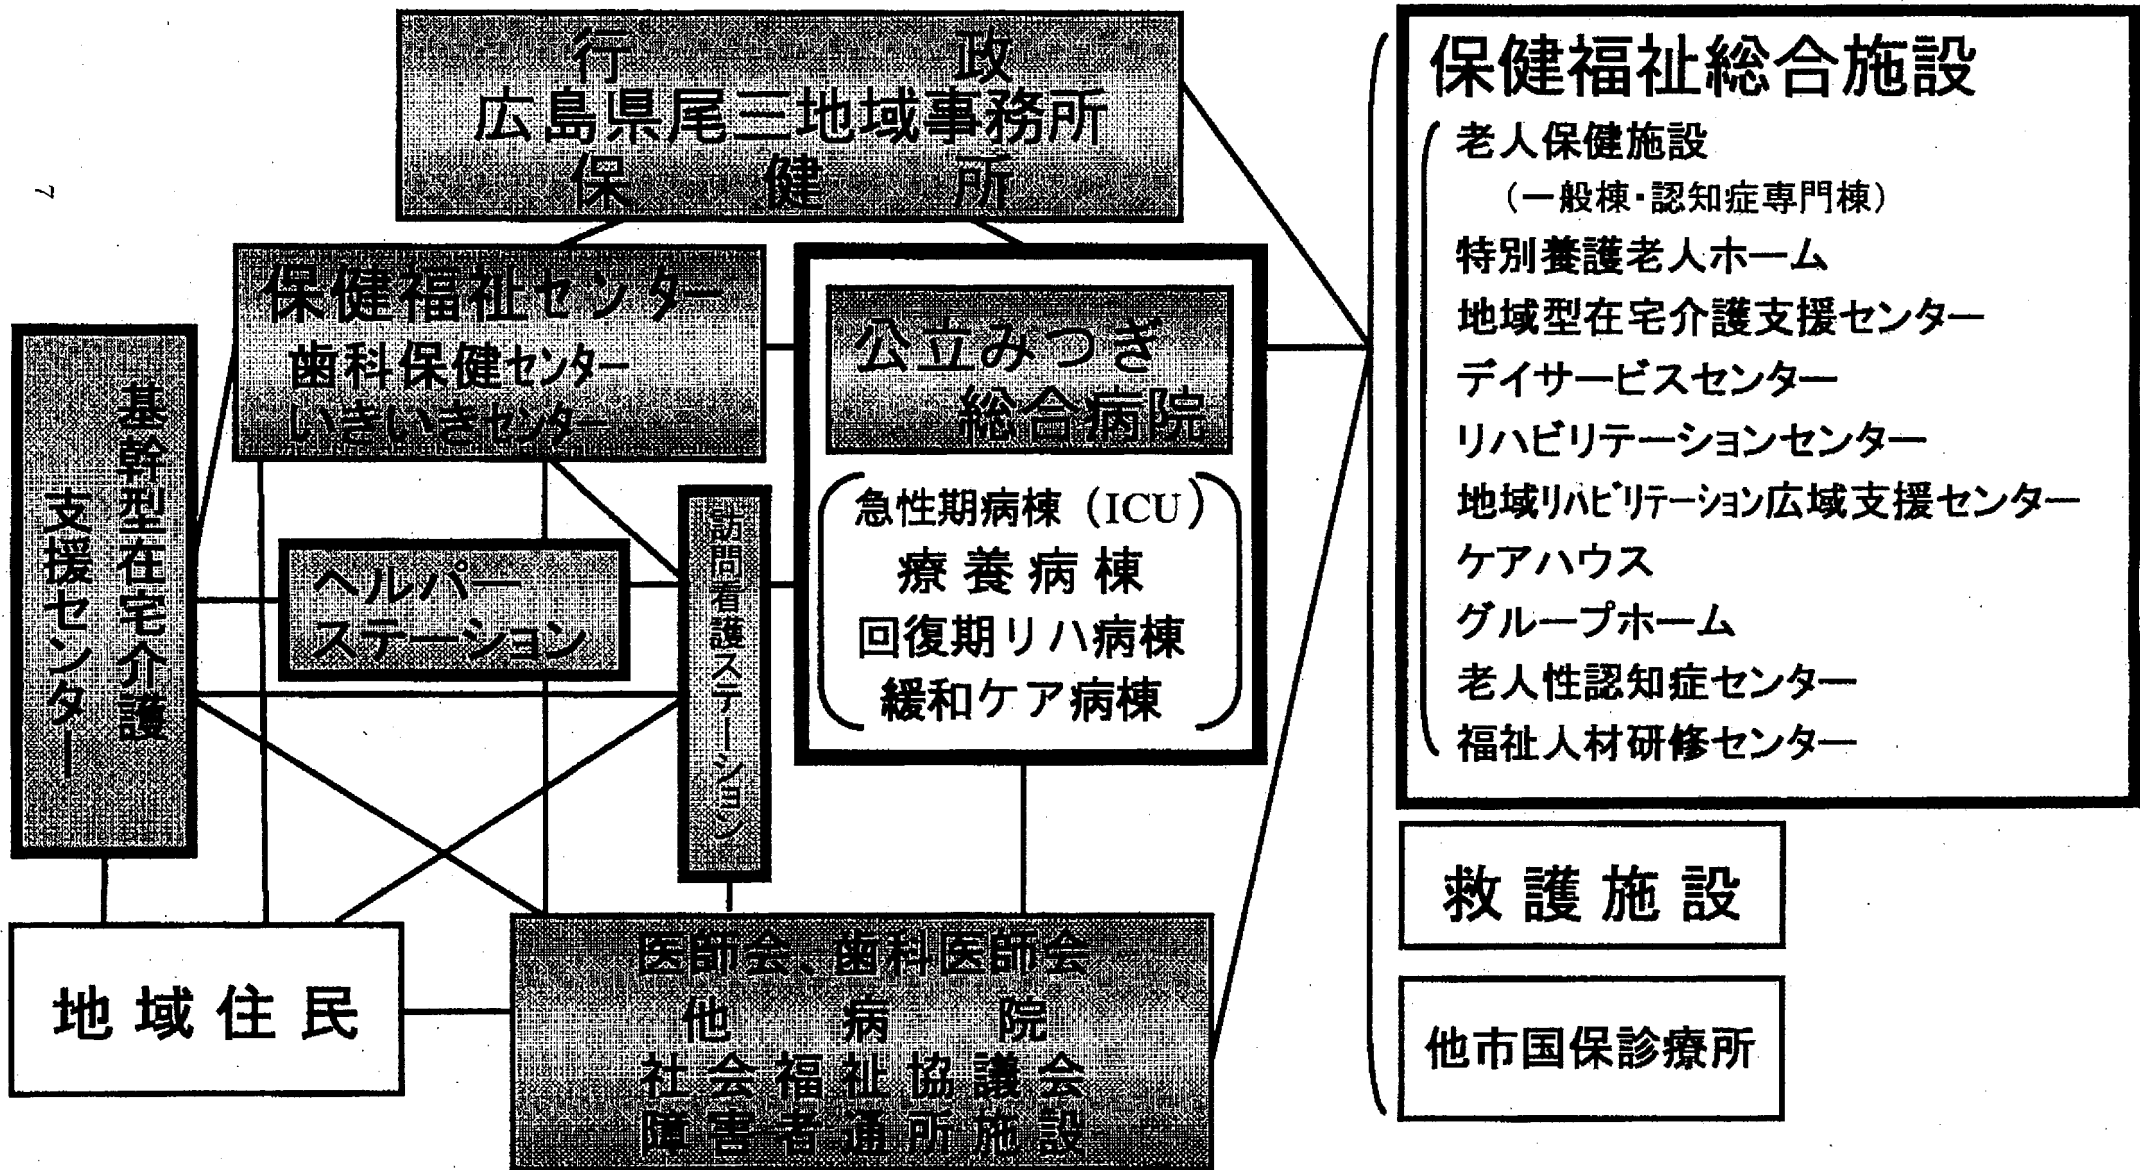 行政
広島県尾三地域事務所
保健所
7
保健福祉センター
歯科保健センター
いきいきセンター
公立みつぎ
総合病院
急性期病棟（ICU）
療養病棟
回復期リハ病棟
緩和ケア病棟
基幹型在宅介護
支援センター
ヘルパー
ステーション
訪問看護ステーション
地域住民
医師会、歯科医師会
他病院
社会福祉協議会
障害者通所施設
保健福祉総合施設
老人保健施設
（一般棟・認知症専門棟）
特別養護老人ホーム
地域型在宅介護支援センター
デイサービスセンター
リハビリテーションセンター
地域リハビリテーション広域支援センター
ケアハウス
グループホーム
老人性認知症センター
福祉人材研修センター
救護施設
他市国保診療所